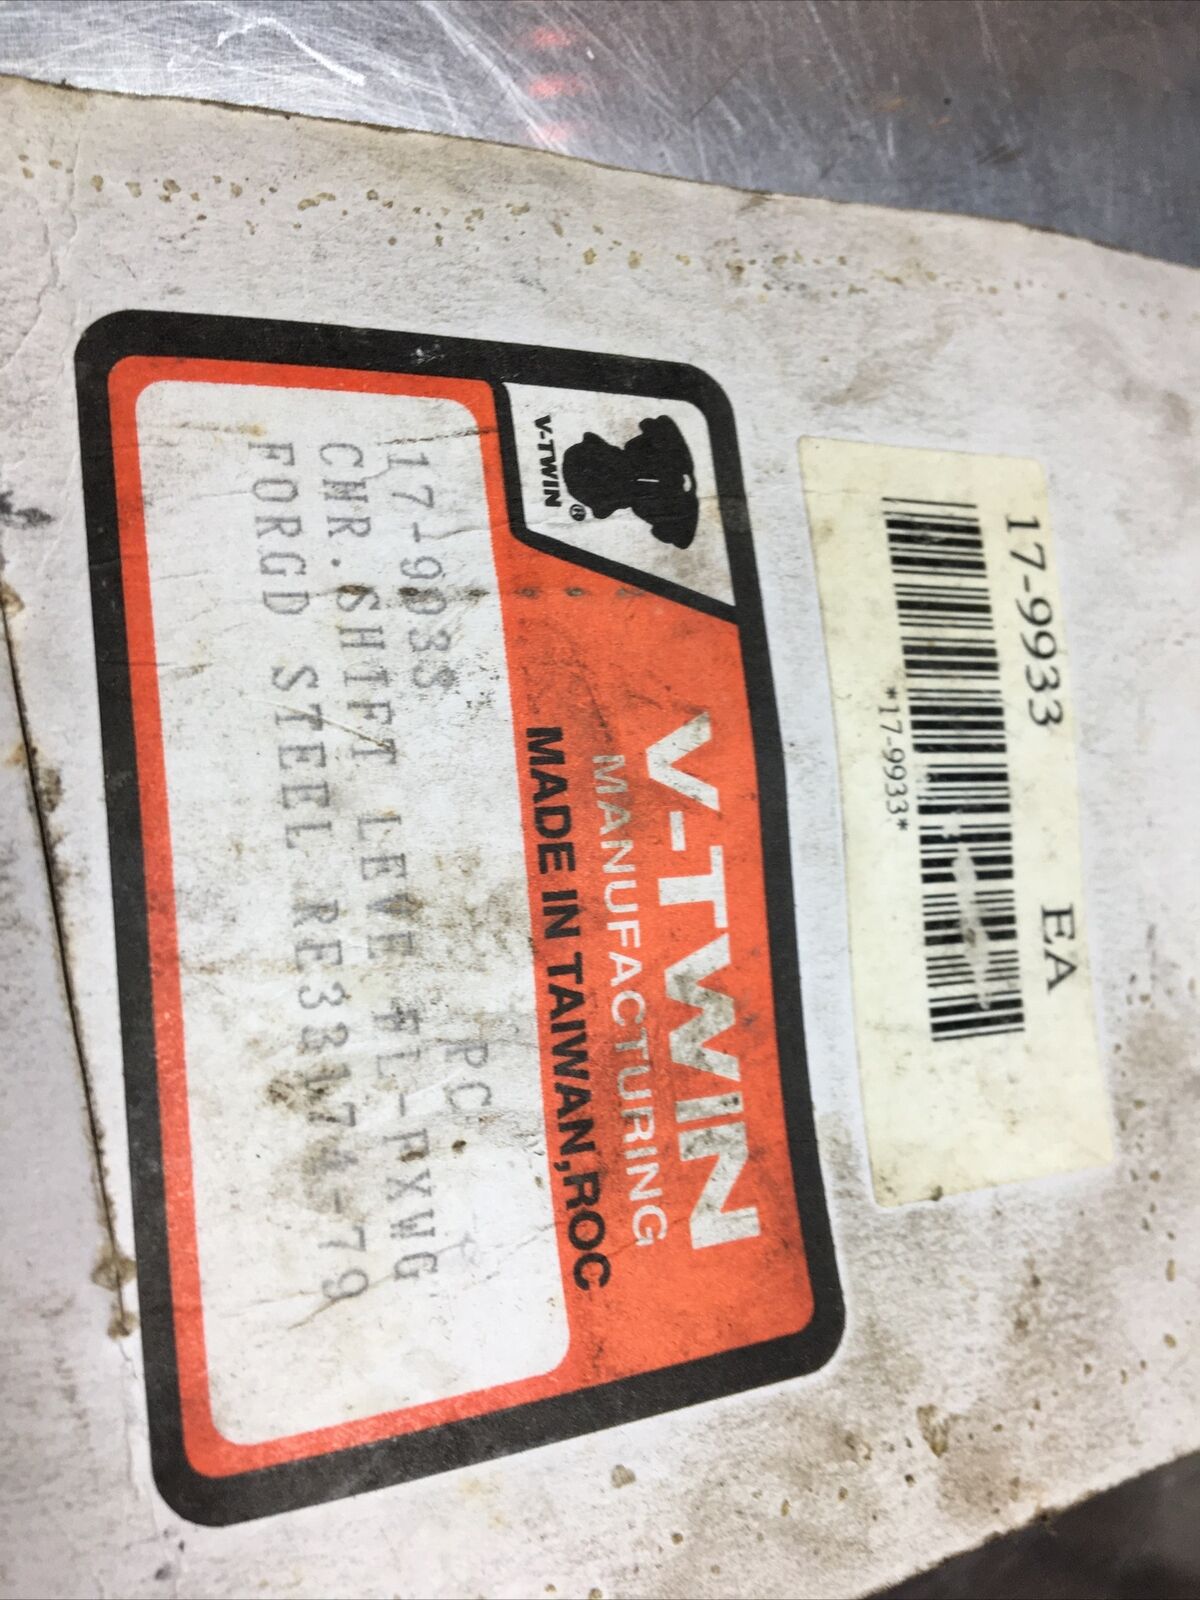 17-9933 EA
*17-9933*
V-TWIN®
V-TWIN
MANUFACTURING
MADE IN TAIWAN,ROC
17-9933 PC
CHR.SHIFT LEVE FL-FXWG
FORGD STEEL RE33174-79